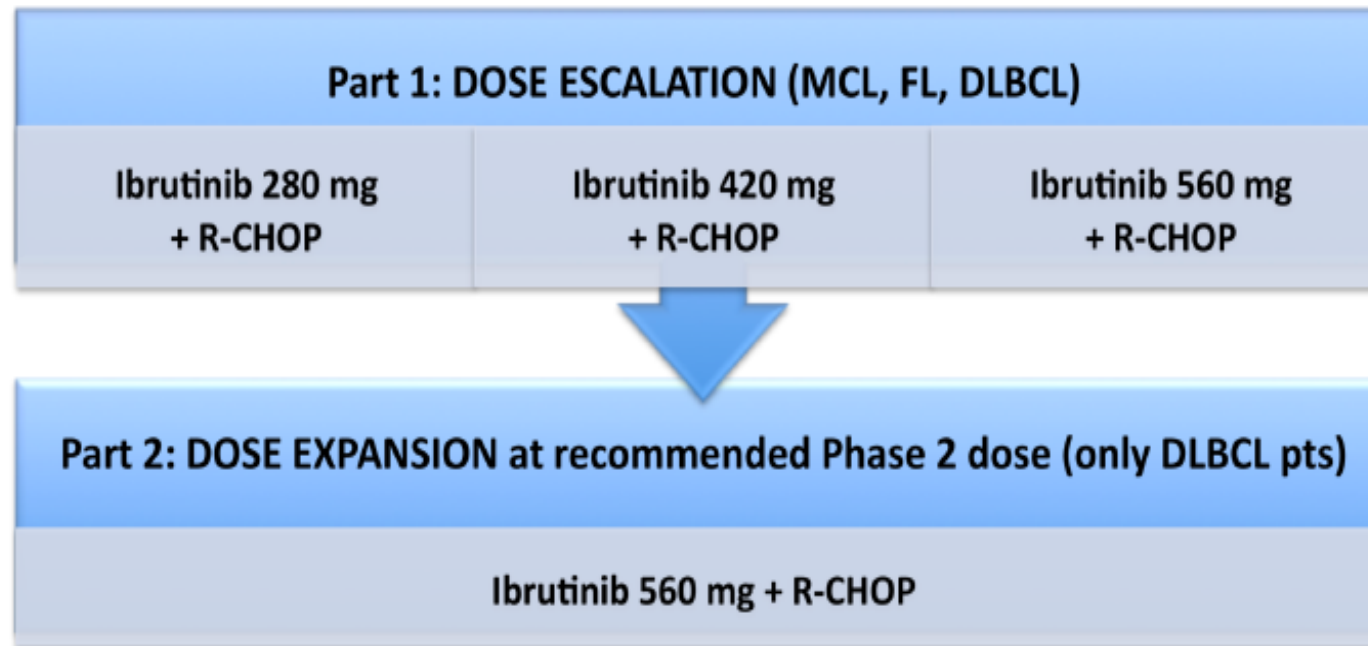 Part 1: DOSE ESCALATION (MCL, FL, DLBCL)
Ibrutinib 280 mg
+ R-CHOP
Ibrutinib 420 mg
+ R-CHOP
Ibrutinib 560 mg
+ R-CHOP
Part 2: DOSE EXPANSION at recommended Phase 2 dose (only DLBCL pts)
Ibrutinib 560 mg + R-CHOP